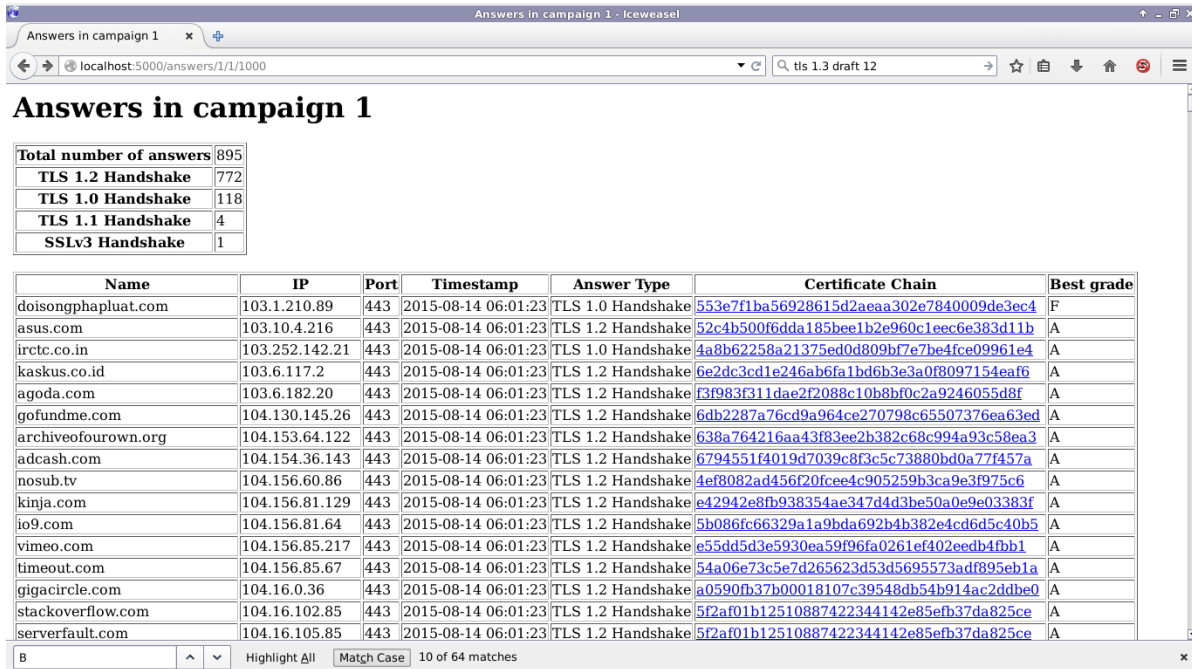 Answers in campaign 1 - Iceweasel
Answers in campaign 1
localhost:5000/answers/1/1/1000
tls 1.3 draft 12
Answers in campaign 1
Total number of answers 895
TLS 1.2 Handshake 772
TLS 1.0 Handshake 118
TLS 1.1 Handshake 4
SSLv3 Handshake 1
Name IP Port Timestamp Answer Type Certificate Chain Best grade
doisongphapluat.com 103.1.210.89 443 2015-08-14 06:01:23 TLS 1.0 Handshake 553e7f1ba56928615d2aeaa302e7840009de3ec4 F
asus.com 103.10.4.216 443 2015-08-14 06:01:23 TLS 1.2 Handshake 52c4b500f6dda185bee1b2e960c1eec6e383d11b A
irctc.co.in 103.252.142.21 443 2015-08-14 06:01:23 TLS 1.0 Handshake 4a8b62258a21375ed0d809bf7e7be4fce09961e4 A
kaskus.co.id 103.6.117.2 443 2015-08-14 06:01:23 TLS 1.2 Handshake 6e2dc3cd1e246ab6fa1bd6b3e3a0f8097154eaf6 A
agoda.com 103.6.182.20 443 2015-08-14 06:01:23 TLS 1.2 Handshake f3f983f311dae2f2088c10b8bf0c2a9246055d8f A
gofundme.com 104.130.145.26 443 2015-08-14 06:01:23 TLS 1.2 Handshake 6db2287a76cd9a964ce270798c65507376ea63ed A
archiveofourown.org 104.153.64.122 443 2015-08-14 06:01:23 TLS 1.2 Handshake 638a764216aa43f83ee2b382c68c994a93c58ea3 A
adcash.com 104.154.36.143 443 2015-08-14 06:01:23 TLS 1.2 Handshake 6794551f4019d7039c8f3c5c73880bd0a77f457a A
nosub.tv 104.156.60.86 443 2015-08-14 06:01:23 TLS 1.2 Handshake 4ef8082ad456f20fcee4c905259b3ca9e3f975c6 A
kinja.com 104.156.81.129 443 2015-08-14 06:01:23 TLS 1.2 Handshake e42942e8fb938354ae347d4d3be50a0e9e03383f A
io9.com 104.156.81.64 443 2015-08-14 06:01:23 TLS 1.2 Handshake 5b086fc66329a1a9bda692b4b382e4cd6d5c40b5 A
vimeo.com 104.156.85.217 443 2015-08-14 06:01:23 TLS 1.2 Handshake e55dd5d3e5930ea59f96fa0261ef402eedb4fbb1 A
timeout.com 104.156.85.67 443 2015-08-14 06:01:23 TLS 1.2 Handshake 54a06e73c5e7d265623d53d5695573adf895eb1a A
gigacircle.com 104.16.0.36 443 2015-08-14 06:01:23 TLS 1.2 Handshake a0590fb37b00018107c39548db54b914ac2ddbe0 A
stackoverflow.com 104.16.102.85 443 2015-08-14 06:01:23 TLS 1.2 Handshake 5f2af01b12510887422344142e85efb37da825ce A
serverfault.com 104.16.105.85 443 2015-08-14 06:01:23 TLS 1.2 Handshake 5f2af01b12510887422344142e85efb37da825ce A
B Highlight All Match Case 10 of 64 matches